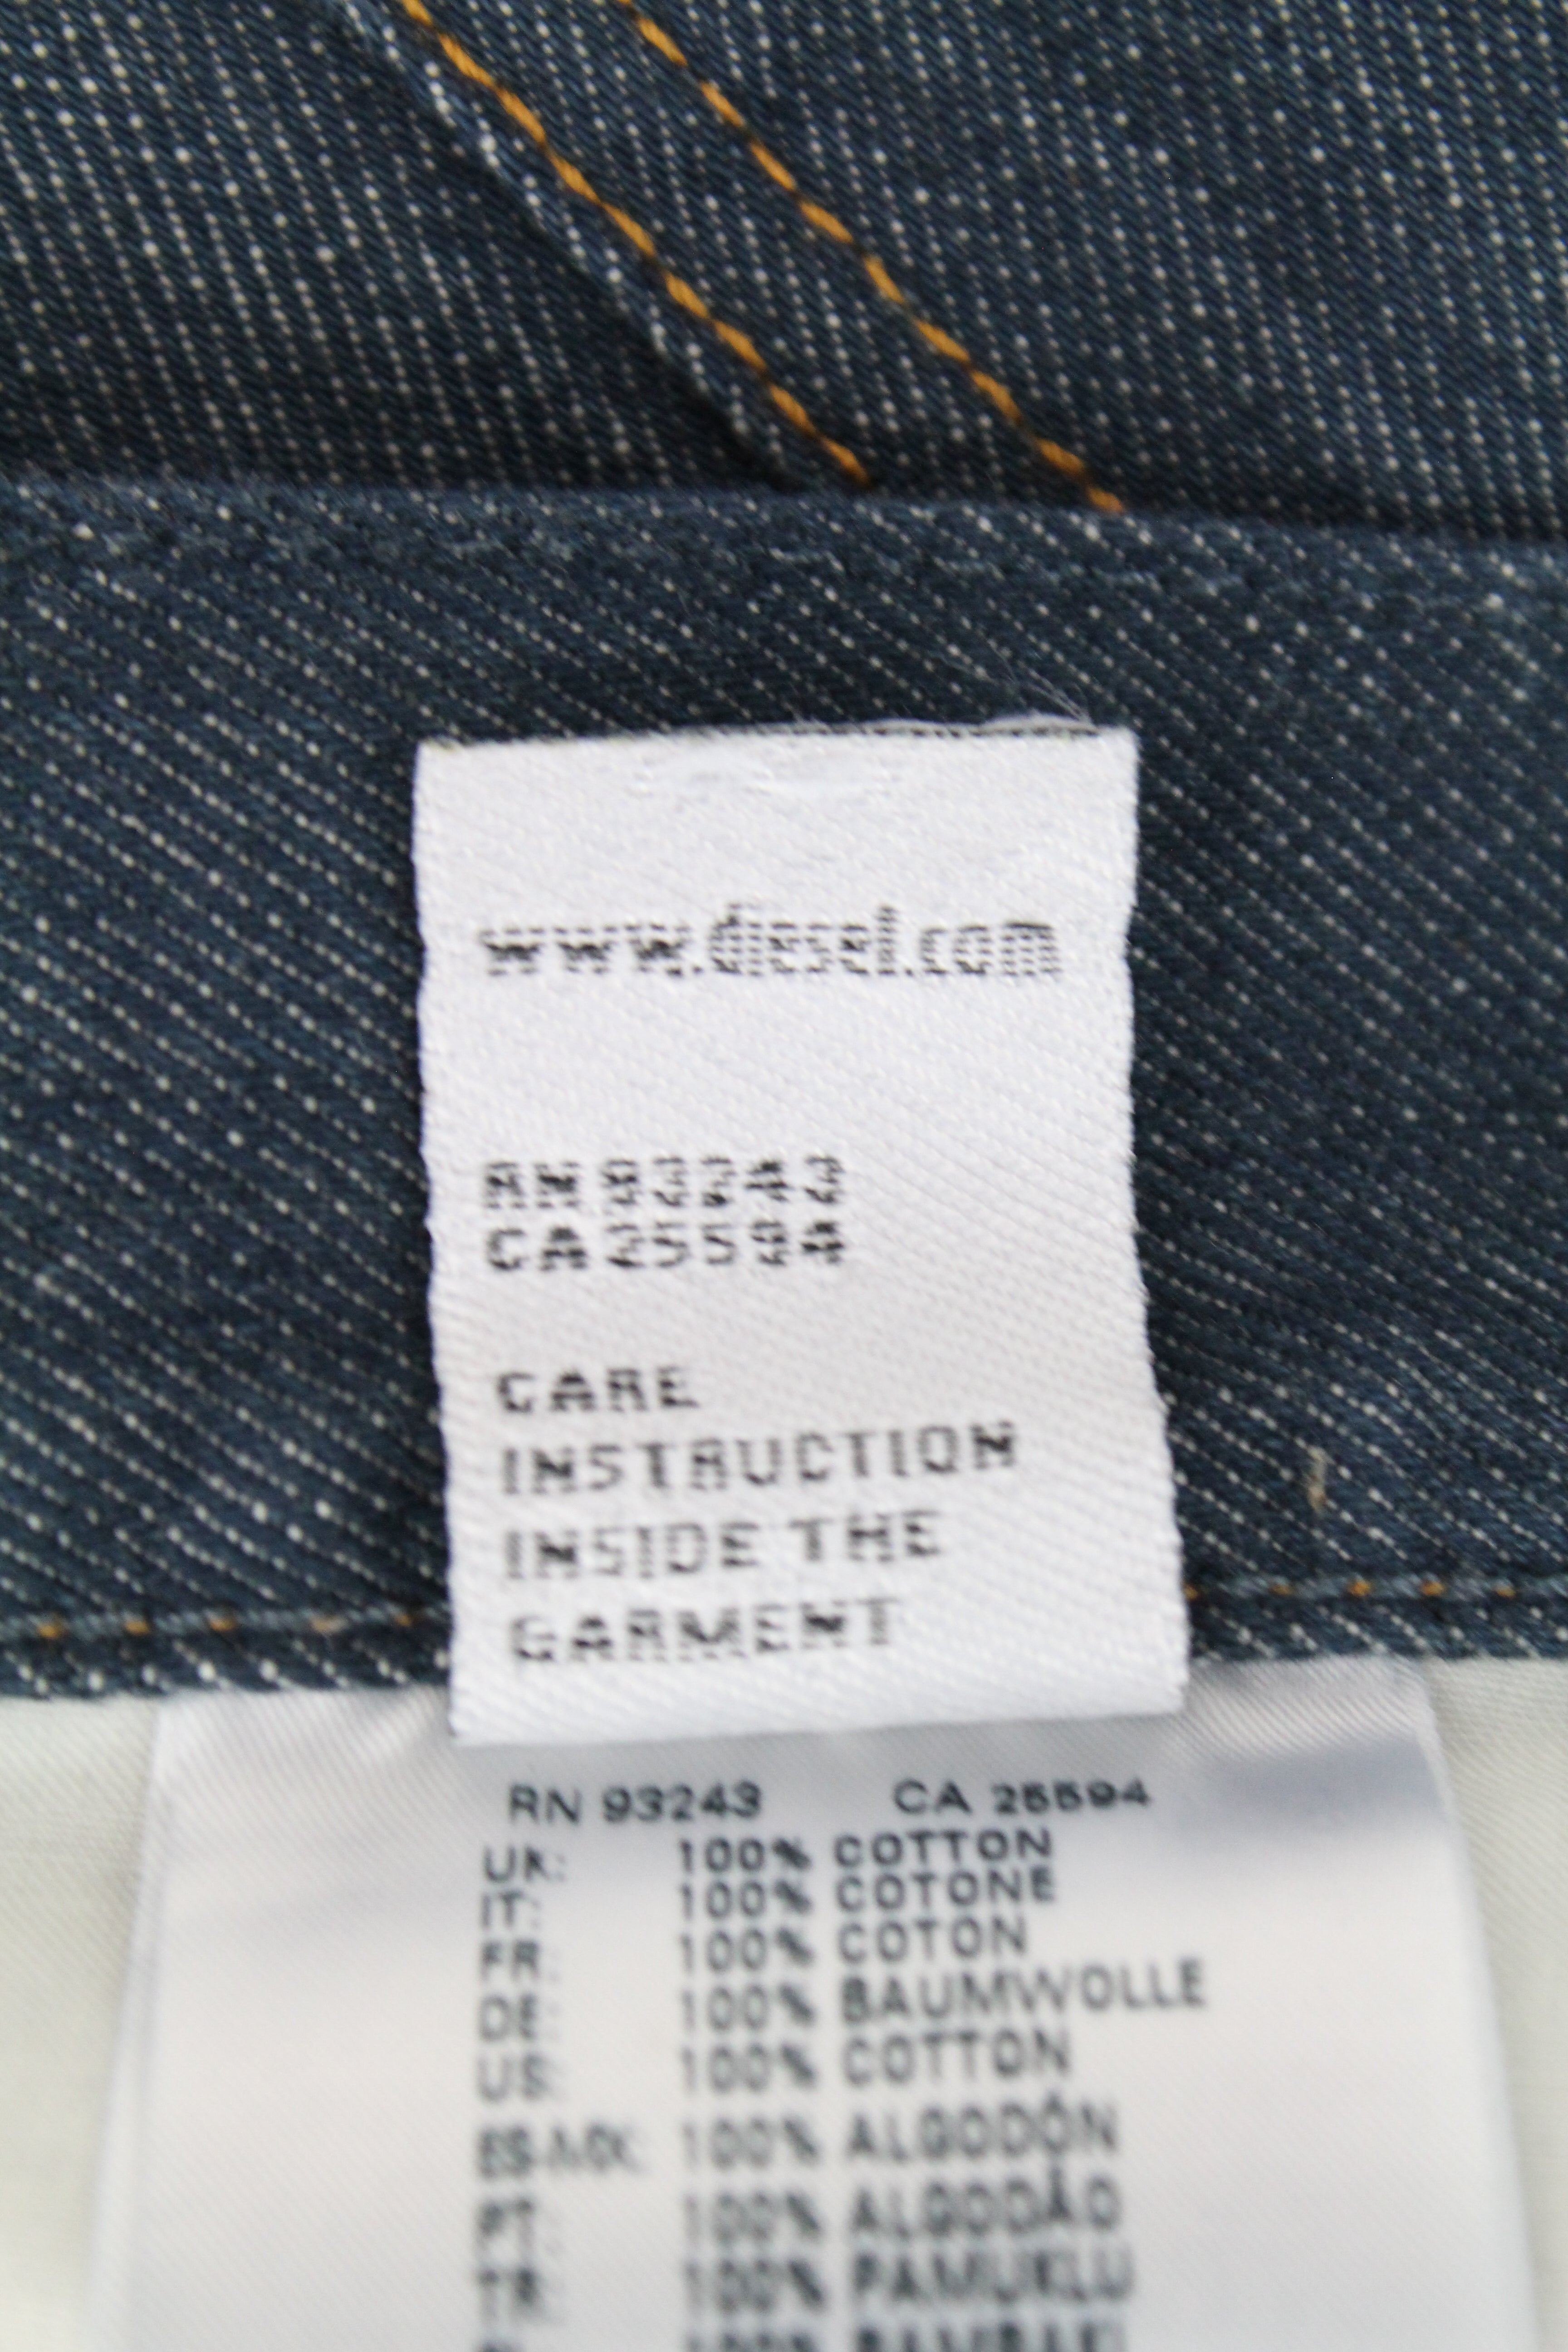 www.diesel.com
RN 93243
CA 25594
CARE
INSTRUCTION
INSIDE THE
GARMENT
RN 93243 CA 25594
UK: 100% COTTON
IT: 100% COTONE
FR: 100% COTON
DE: 100% BAUMWOLLE
US: 100% COTTON
ES-MX: 100% ALGODÓN
PT: 100% ALGODÃO
TR: 100% PAMUKLU